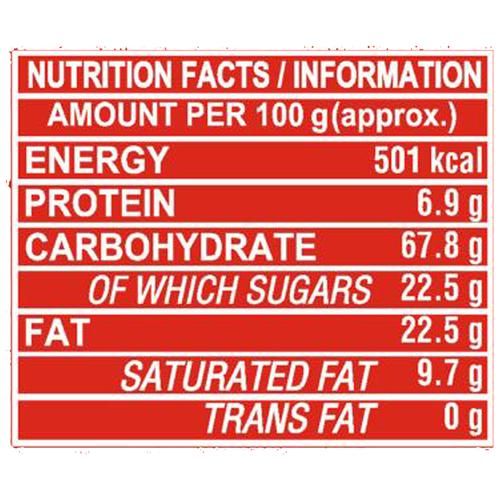 NUTRITION FACTS / INFORMATION
AMOUNT PER 100 g(approx.)
ENERGY 501 kcal
PROTEIN 6.9 g
CARBOHYDRATE 67.8 g
OF WHICH SUGARS 22.5 g
FAT 22.5 g
SATURATED FAT 9.7 g
TRANS FAT 0 g